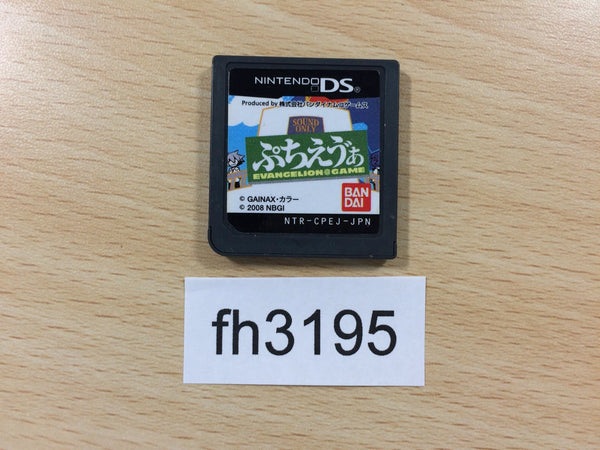 NINTENDO DS®
Produced by 株式会社バンダイナムコゲームス
SOUND
ONLY
ぷちえゔぁ
EVANGELION@GAME
© GAINAX・カラー
© 2008 NBGI
BAN
DAI
NTR-CPEJ-JPN
fh3195